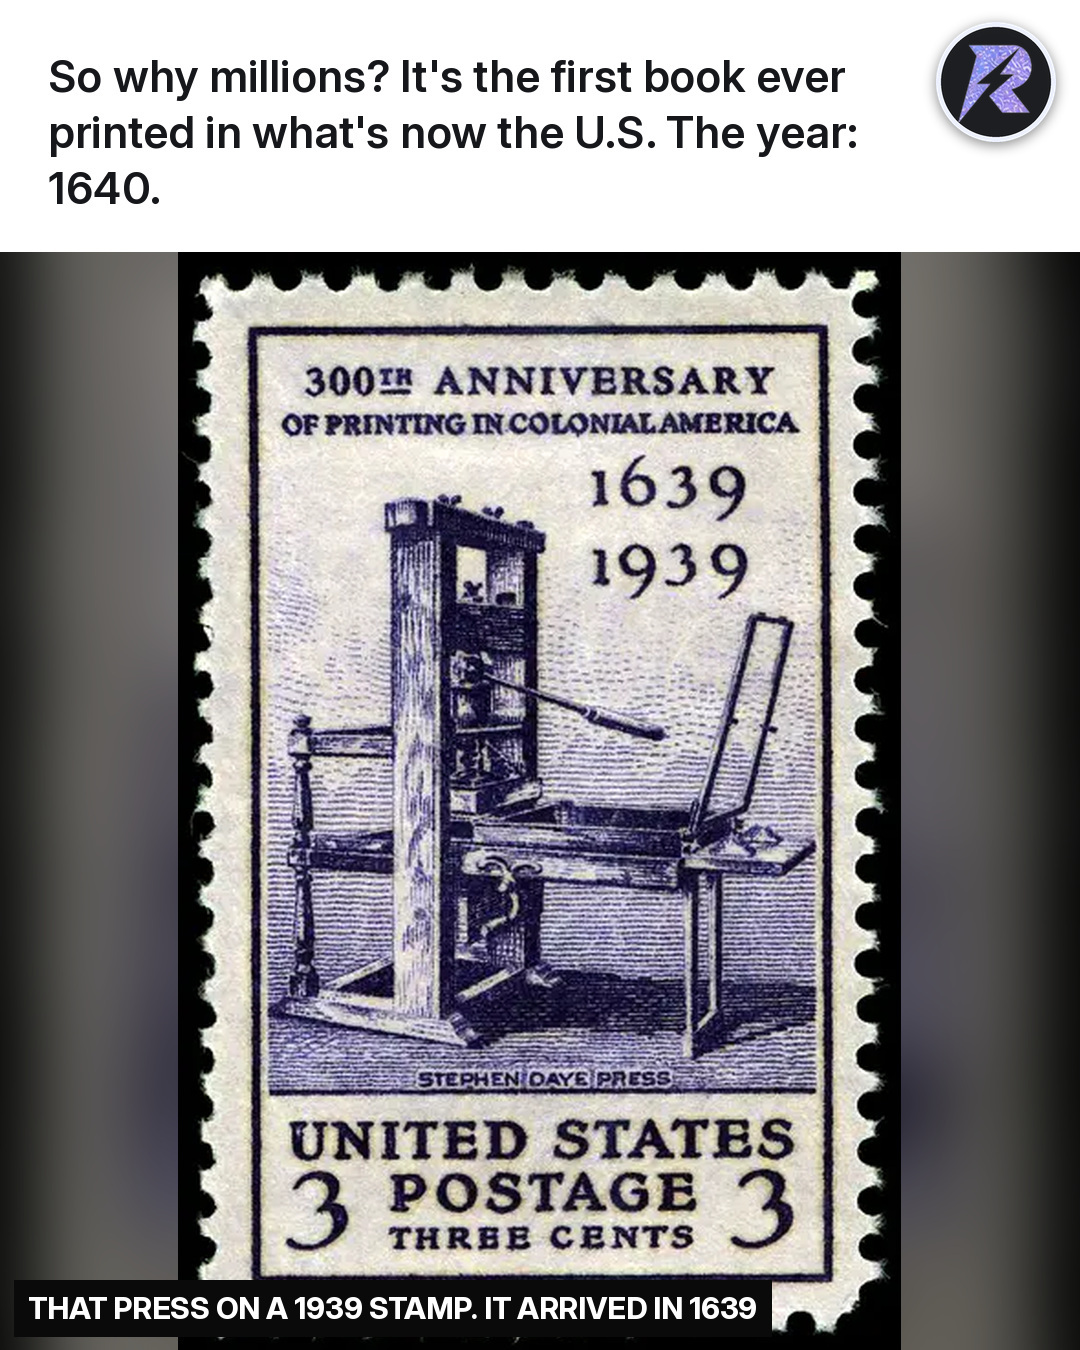 So why millions? It's the first book ever
printed in what's now the U.S. The year:
1640.
R
300TH ANNIVERSARY
OF PRINTING IN COLONIAL AMERICA
1639
1939
STEPHEN DAYE PRESS
UNITED STATES
3 POSTAGE 3
THREE CENTS
THAT PRESS ON A 1939 STAMP. IT ARRIVED IN 1639